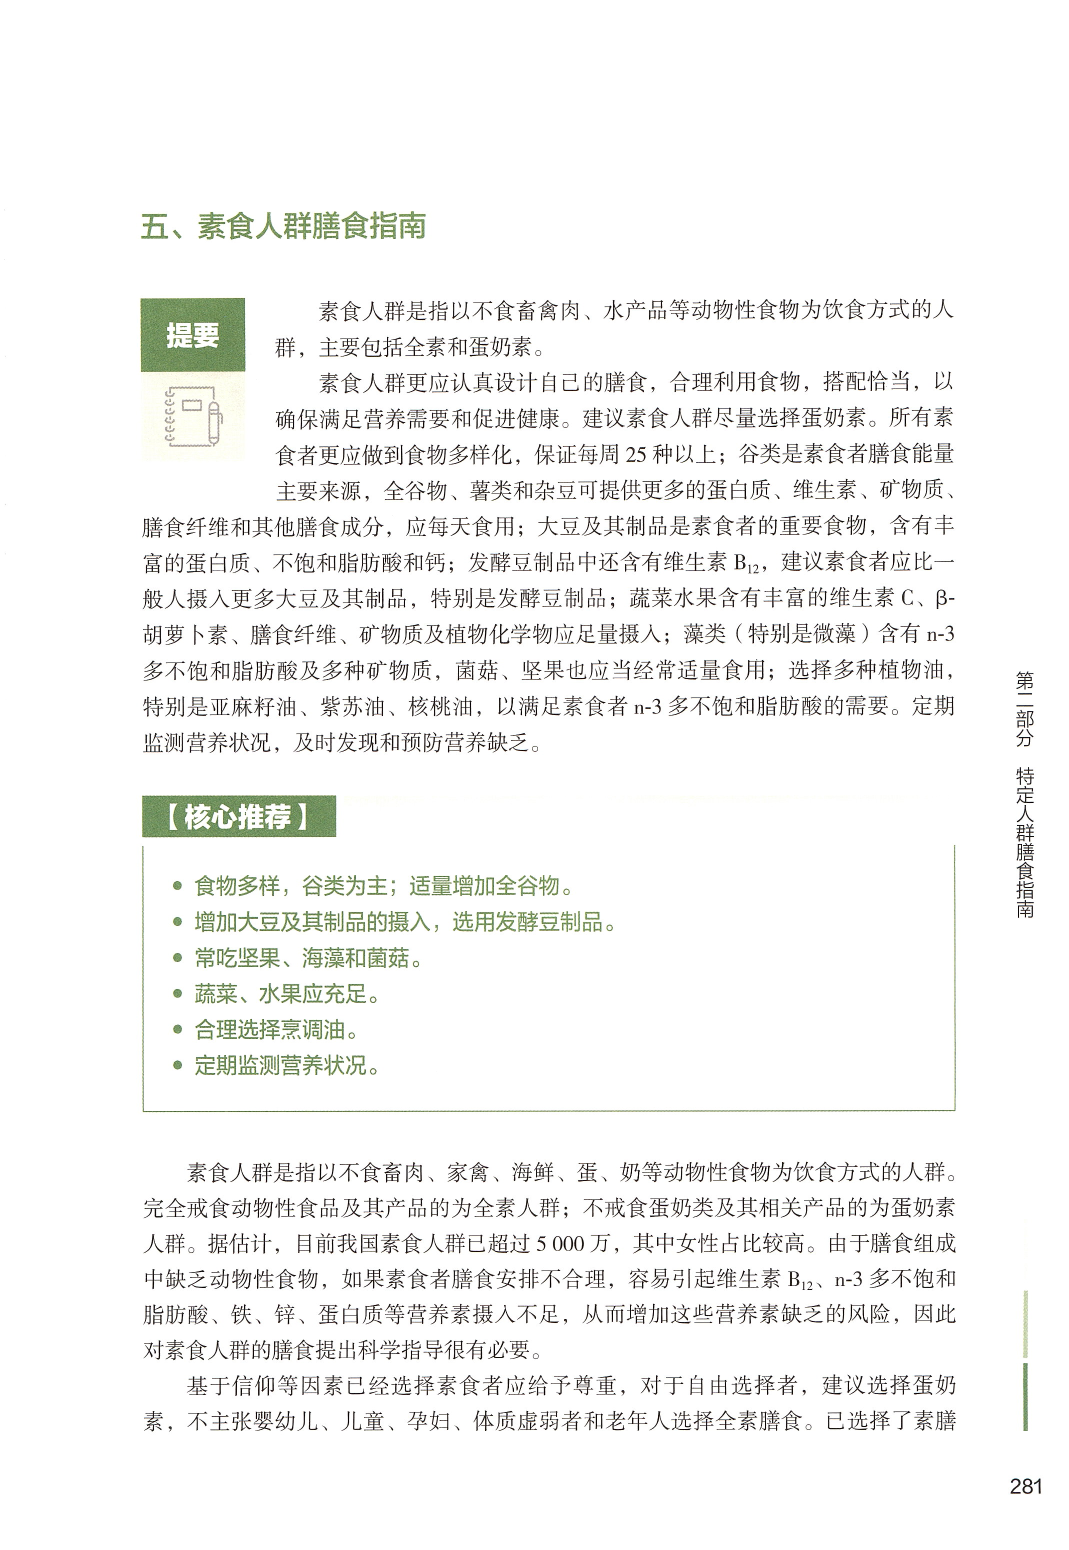 五、素食人群膳食指南
提要
素食人群是指以不食畜禽肉、水产品等动物性食物为饮食方式的人
群，主要包括全素和蛋奶素。
素食人群更应认真设计自己的膳食，合理利用食物，搭配恰当，以
确保满足营养需要和促进健康。建议素食人群尽量选择蛋奶素。所有素
食者更应做到食物多样化，保证每周 25 种以上；谷类是素食者膳食能量
主要来源，全谷物、薯类和杂豆可提供更多的蛋白质、维生素、矿物质、
膳食纤维和其他膳食成分，应每天食用；大豆及其制品是素食者的重要食物，含有丰
富的蛋白质、不饱和脂肪酸和钙；发酵豆制品中还含有维生素 B₁₂，建议素食者应比一
般人摄入更多大豆及其制品，特别是发酵豆制品；蔬菜水果含有丰富的维生素 C、β-
胡萝卜素、膳食纤维、矿物质及植物化学物应足量摄入；藻类（特别是微藻）含有 n-3
多不饱和脂肪酸及多种矿物质，菌菇、坚果也应当经常适量食用；选择多种植物油，
特别是亚麻籽油、紫苏油、核桃油，以满足素食者 n-3 多不饱和脂肪酸的需要。定期
监测营养状况，及时发现和预防营养缺乏。
【核心推荐】
● 食物多样，谷类为主；适量增加全谷物。
● 增加大豆及其制品的摄入，选用发酵豆制品。
● 常吃坚果、海藻和菌菇。
● 蔬菜、水果应充足。
● 合理选择烹调油。
● 定期监测营养状况。
素食人群是指以不食畜肉、家禽、海鲜、蛋、奶等动物性食物为饮食方式的人群。
完全戒食动物性食品及其产品的为全素人群；不戒食蛋奶类及其相关产品的为蛋奶素
人群。据估计，目前我国素食人群已超过 5 000 万，其中女性占比较高。由于膳食组成
中缺乏动物性食物，如果素食者膳食安排不合理，容易引起维生素 B₁₂、n-3 多不饱和
脂肪酸、铁、锌、蛋白质等营养素摄入不足，从而增加这些营养素缺乏的风险，因此
对素食人群的膳食提出科学指导很有必要。
基于信仰等因素已经选择素食者应给予尊重，对于自由选择者，建议选择蛋奶
素，不主张婴幼儿、儿童、孕妇、体质虚弱者和老年人选择全素膳食。已选择了素膳
第二部分 特定人群膳食指南
281